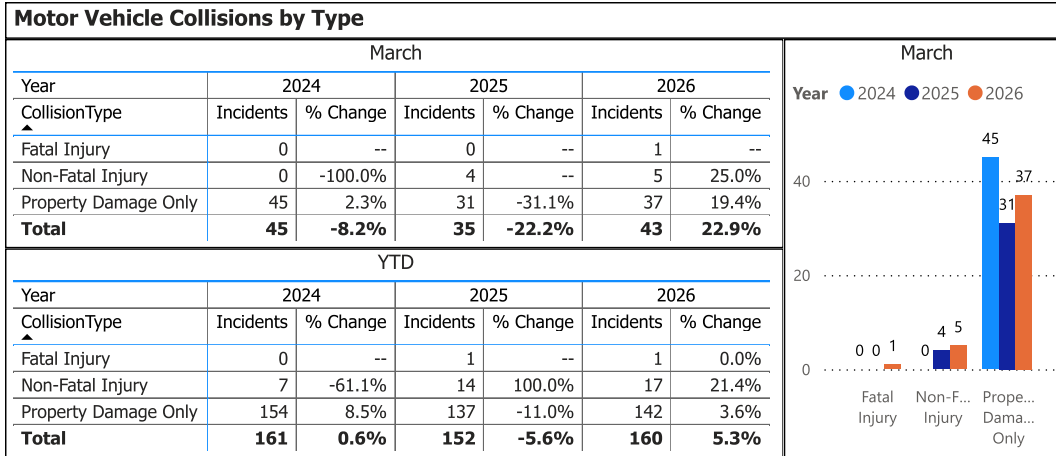 Motor Vehicle Collisions by Type
March
Year 2024 2025 2026
CollisionType Incidents % Change Incidents % Change Incidents % Change
Fatal Injury 0 -- 0 -- 1 --
Non-Fatal Injury 0 -100.0% 4 -- 5 25.0%
Property Damage Only 45 2.3% 31 -31.1% 37 19.4%
Total 45 -8.2% 35 -22.2% 43 22.9%
YTD
Year 2024 2025 2026
CollisionType Incidents % Change Incidents % Change Incidents % Change
Fatal Injury 0 -- 1 -- 1 0.0%
Non-Fatal Injury 7 -61.1% 14 100.0% 17 21.4%
Property Damage Only 154 8.5% 137 -11.0% 142 3.6%
Total 161 0.6% 152 -5.6% 160 5.3%
March
Year 2024 2025 2026
45
40 37
31
20
0 0 1 0 4 5
0
Fatal Non-F... Prope...
Injury Injury Dama...
Only